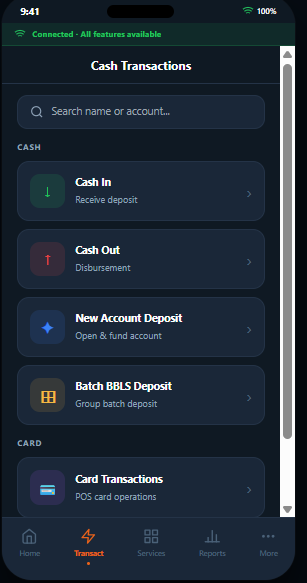 9:41
100%
Connected · All features available
Cash Transactions
Search name or account...
CASH
Cash In
Receive deposit
Cash Out
Disbursement
New Account Deposit
Open & fund account
Batch BBLS Deposit
Group batch deposit
CARD
Card Transactions
POS card operations
Home
Transact
Services
Reports
More